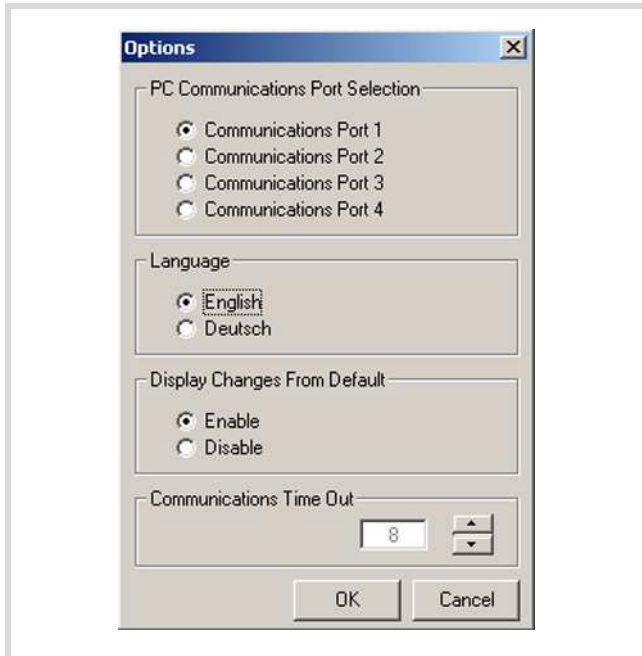 Options
PC Communications Port Selection
Communications Port 1
Communications Port 2
Communications Port 3
Communications Port 4
Language
English
Deutsch
Display Changes From Default
Enable
Disable
Communications Time Out
8
OK Cancel